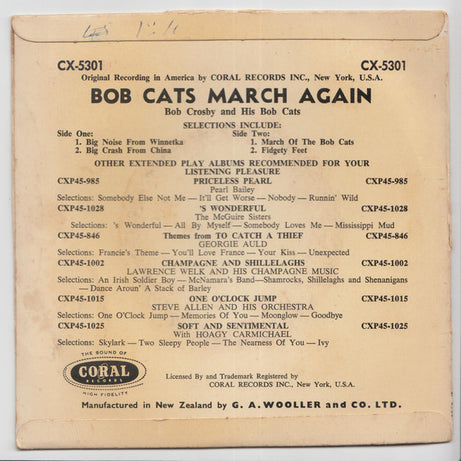 CX-5301 CX-5301
Original Recording in America by CORAL RECORDS INC., New York, U.S.A.
BOB CATS MARCH AGAIN
Bob Crosby and His Bob Cats
SELECTIONS INCLUDE:
Side One: Side Two:
1. Big Noise From Winnetka 1. March Of The Bob Cats
2. Big Crash From China 2. Fidgety Feet
OTHER EXTENDED PLAY ALBUMS RECOMMENDED FOR YOUR
LISTENING PLEASURE
CXP45-985 PRICELESS PEARL CXP45-985
Pearl Bailey
Selections: Somebody Else Not Me — It'll Get Worse — Nobody — Runnin' Wild
CXP45-1028 'S WONDERFUL CXP45-1028
The McGuire Sisters
Selections: 's Wonderful — All By Myself — Somebody Loves Me — Mississippi Mud
CXP45-846 Themes from TO CATCH A THIEF CXP45-846
GEORGIE AULD
Selections: Francie's Theme — You'll Love France — Your Kiss — Unexpected
CXP45-1002 CHAMPAGNE AND SHILLELAGHS CXP45-1002
LAWRENCE WELK AND HIS CHAMPAGNE MUSIC
Selections: An Irish Soldier Boy — McNamara's Band — Shamrocks, Shillelaghs and Shenanigans
— Dance Aroun' A Stack of Barley
CXP45-1015 ONE O'CLOCK JUMP CXP45-1015
STEVE ALLEN AND HIS ORCHESTRA
Selections: One O'Clock Jump — Memories Of You — Moonglow — Goodbye
CXP45-1025 SOFT AND SENTIMENTAL CXP45-1025
With HOAGY CARMICHAEL
Selections: Skylark — Two Sleepy People — The Nearness Of You — Ivy
THE SOUND OF
CORAL
RECORDS
HIGH FIDELITY
Licensed By and Trademark Registered by
CORAL RECORDS INC., New York, U.S.A.
Manufactured in New Zealand by G. A. WOOLLER and CO. LTD.